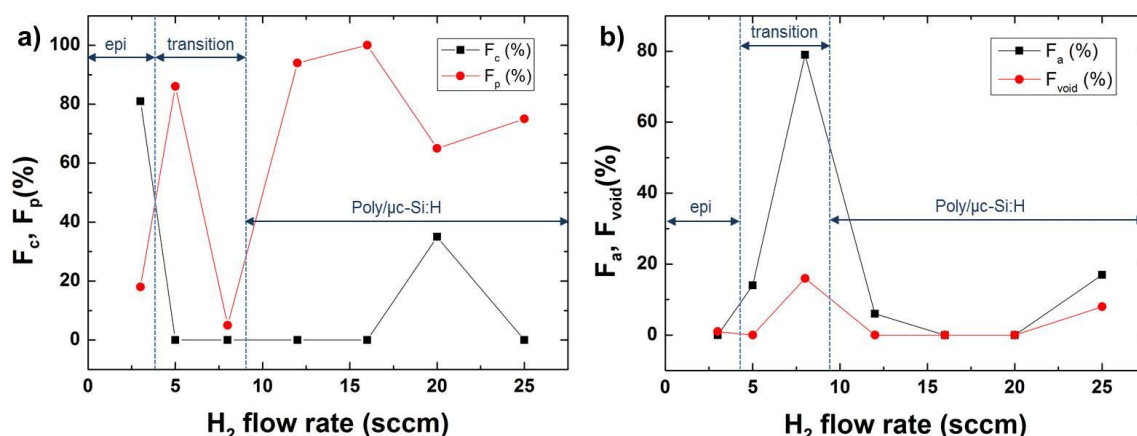 a)
epi
transition
F_c (%)
F_p (%)
Poly/μc-Si:H
F_c, F_p(%)
100
80
60
40
20
0
0 5 10 15 20 25
H_2 flow rate (sccm)
b)
transition
F_a (%)
F_void (%)
epi
Poly/μc-Si:H
F_a, F_void(%)
80
60
40
20
0
0 5 10 15 20 25
H_2 flow rate (sccm)